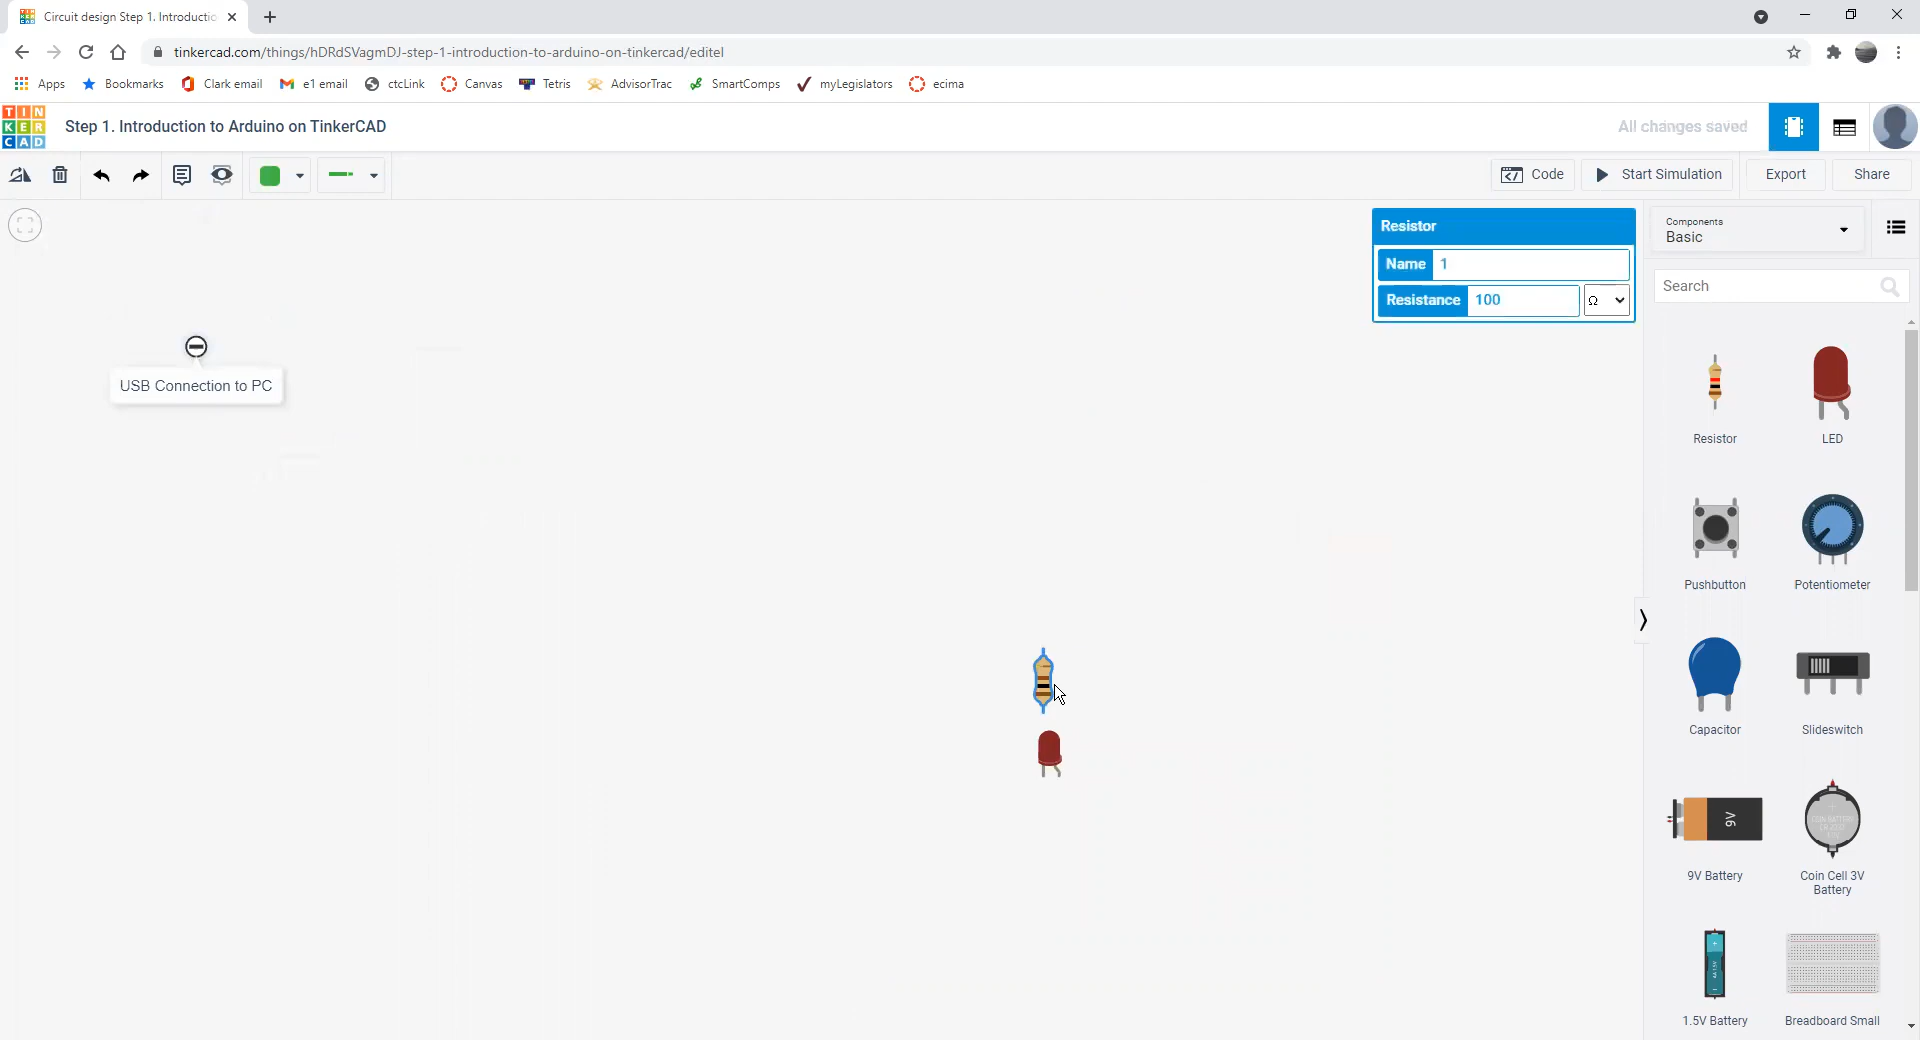 Circuit design Step 1. Introductio
tinkercad.com/things/hDRdSVagmDJ-step-1-introduction-to-arduino-on-tinkercad/editel
Apps Bookmarks Clark email e1 email ctcLink Canvas Tetris AdvisorTrac SmartComps myLegislators ecima
TIN
KER
CAD
Step 1. Introduction to Arduino on TinkerCAD
All changes saved
Code Start Simulation Export Share
USB Connection to PC
Resistor
Name 1
Resistance 100 Ω
Components
Basic
Search
Resistor LED
Pushbutton Potentiometer
Capacitor Slideswitch
9V
9V Battery Coin Cell 3V
Battery
1.5V Battery Breadboard Small